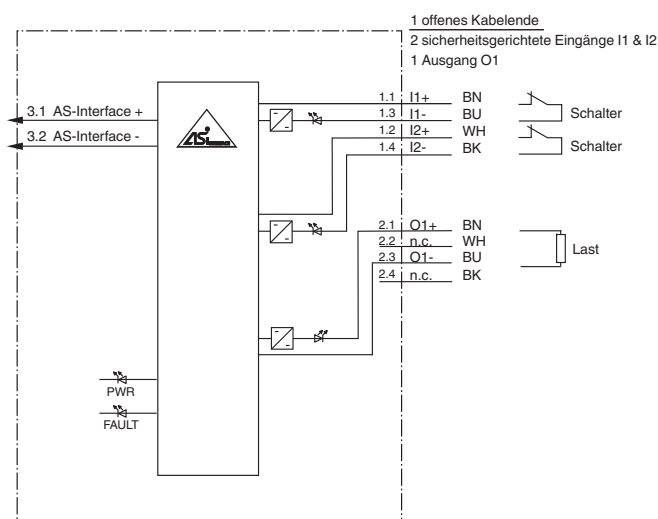 1 offenes Kabelende
2 sicherheitsgerichtete Eingänge I1 & I2
1 Ausgang O1
3.1 AS-Interface +
3.2 AS-Interface -
1.1 I1+ BN
1.3 I1- BU
1.2 I2+ WH
1.4 I2- BK
Schalter
Schalter
2.1 O1+ BN
2.2 n.c. WH
2.3 O1- BU
2.4 n.c. BK
Last
PWR
FAULT